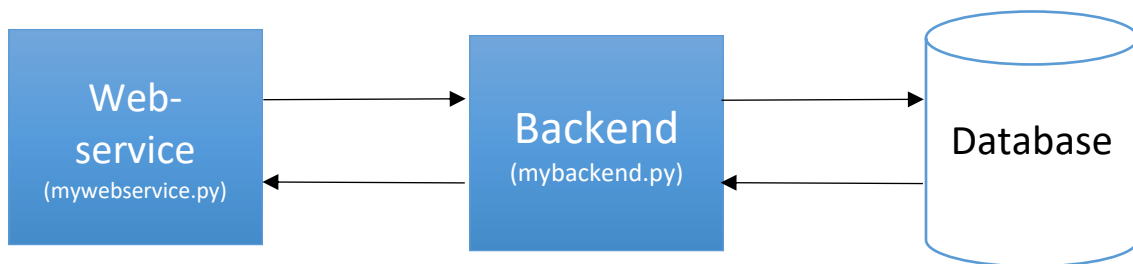 Web-
service
(mywebservice.py)
Backend
(mybackend.py)
Database